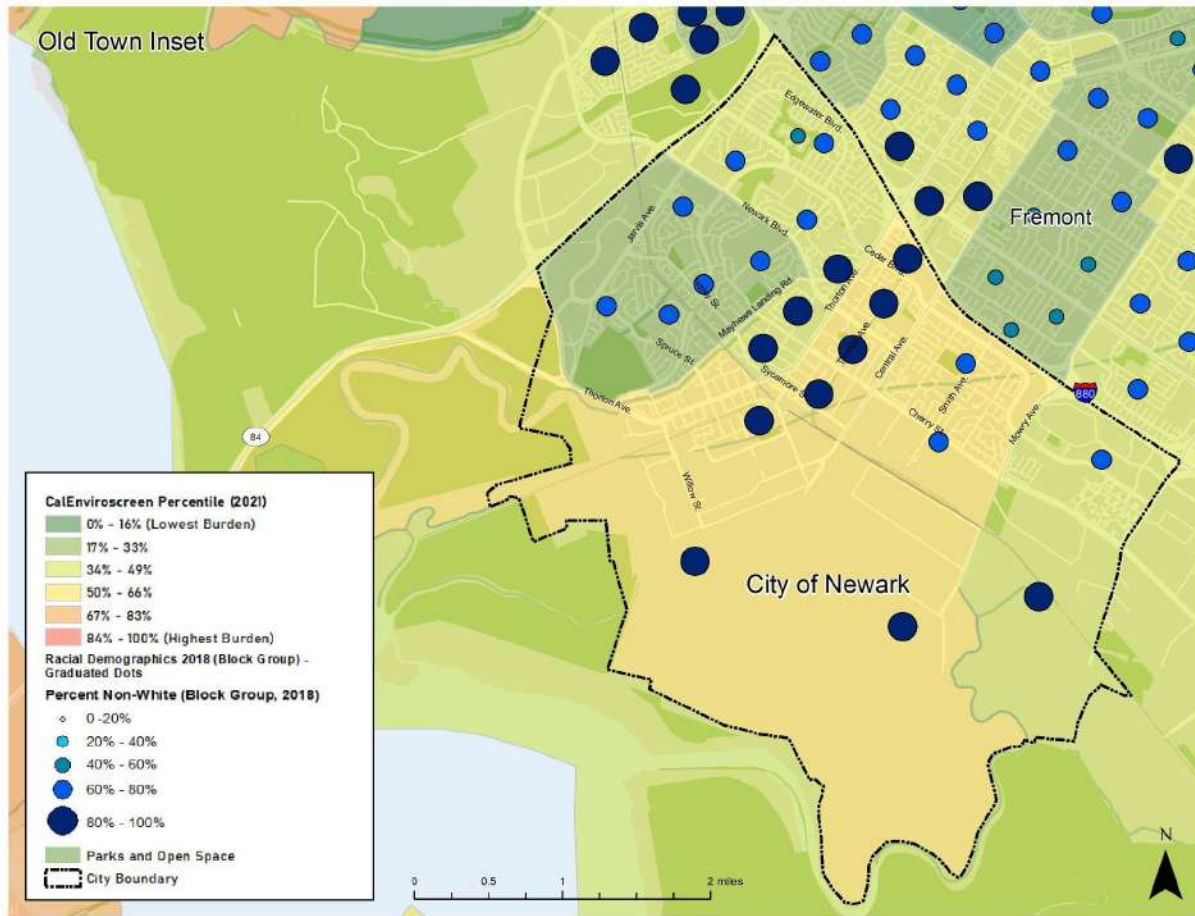 Old Town Inset
Edgewater Blvd.
Jarvis Ave.
Newark Blvd.
Fremont
Cedar Blvd.
Thorton Ave.
Mayhews Landing Rd.
Spruce St.
Central Ave.
Sycamore S
Smith Ave.
880
Thorton Ave.
Cherry St.
Mowry Ave.
84
Willow St.
City of Newark
CalEnviroscreen Percentile (2021)
0% - 16% (Lowest Burden)
17% - 33%
34% - 49%
50% - 66%
67% - 83%
84% - 100% (Highest Burden)
Racial Demographics 2018 (Block Group) -
Graduated Dots
Percent Non-White (Block Group, 2018)
0 -20%
20% - 40%
40% - 60%
60% - 80%
80% - 100%
Parks and Open Space
City Boundary
0 0.5 1 2 miles
N